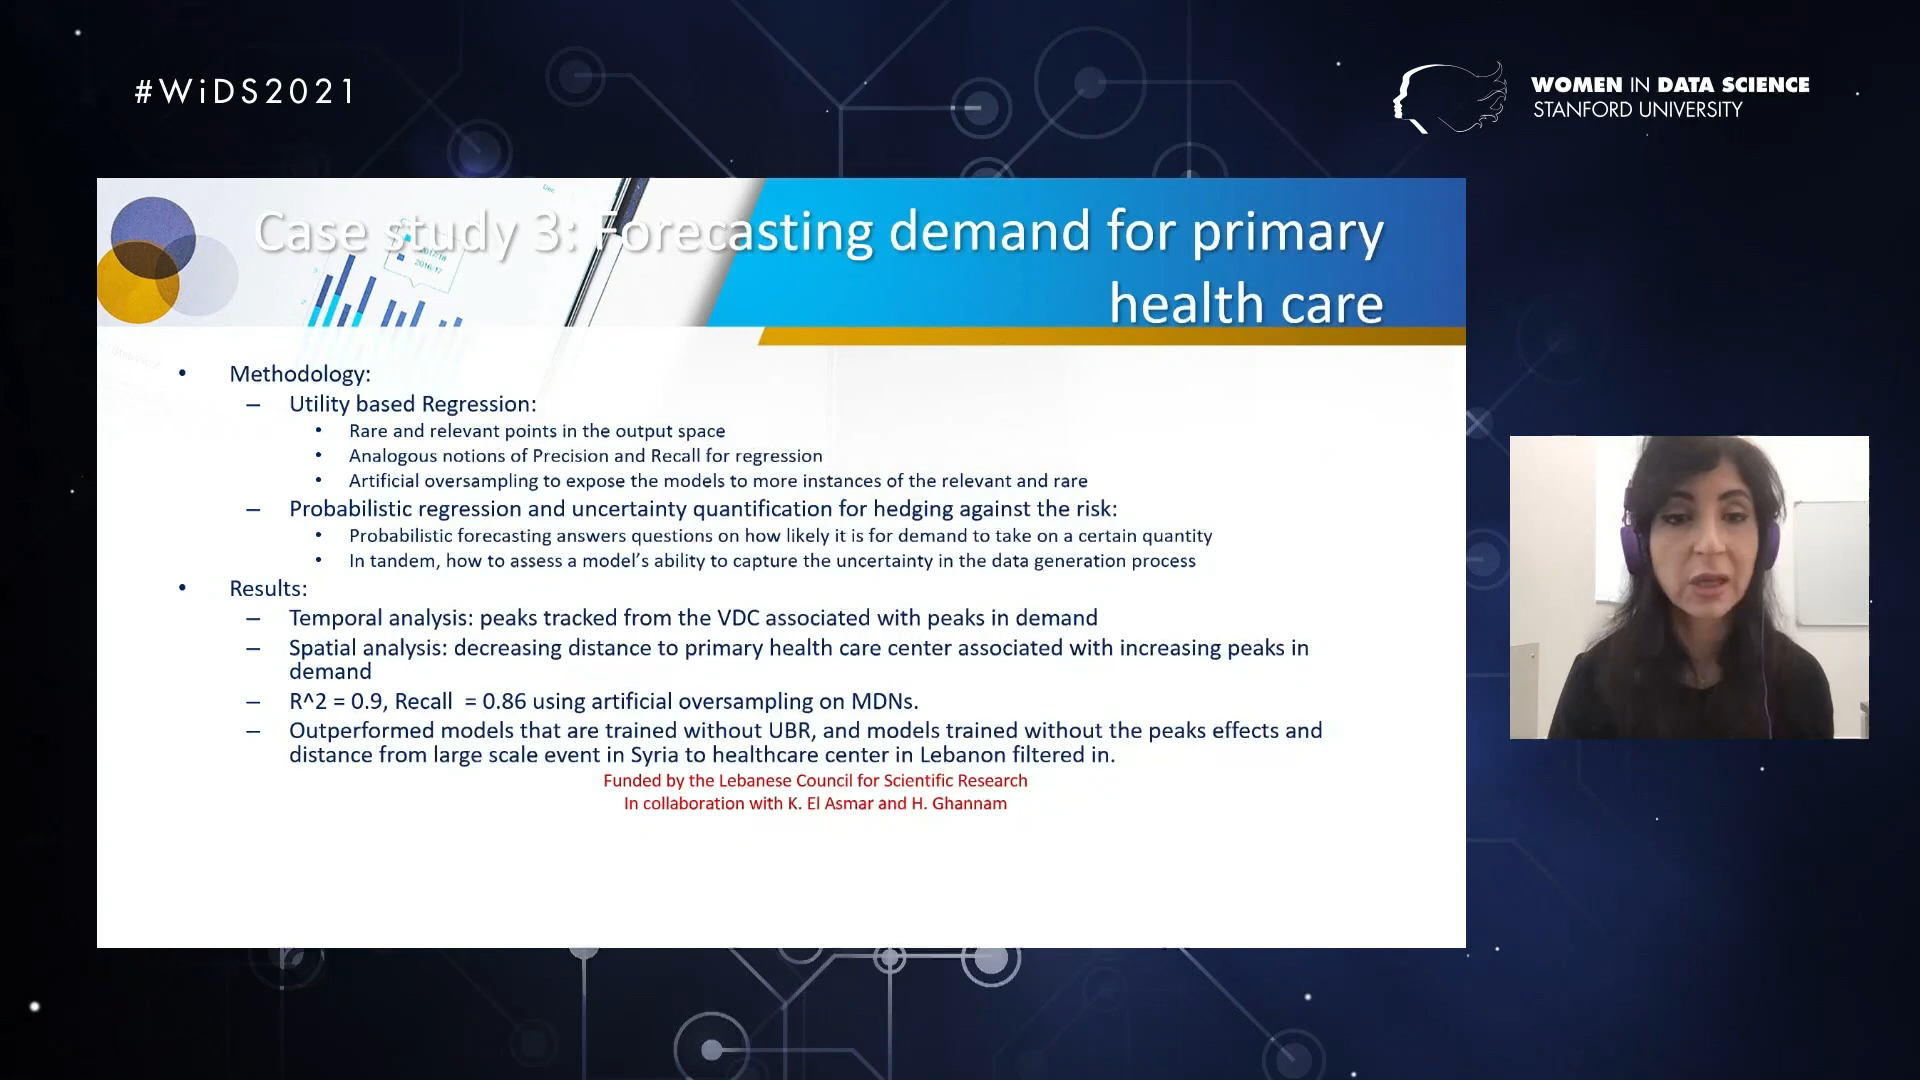 #WiDS2021
WOMEN IN DATA SCIENCE
STANFORD UNIVERSITY
Case study 3: Forecasting demand for primary
health care
Dec
2017/18
2016/17
• Methodology:
– Utility based Regression:
• Rare and relevant points in the output space
• Analogous notions of Precision and Recall for regression
• Artificial oversampling to expose the models to more instances of the relevant and rare
– Probabilistic regression and uncertainty quantification for hedging against the risk:
• Probabilistic forecasting answers questions on how likely it is for demand to take on a certain quantity
• In tandem, how to assess a model’s ability to capture the uncertainty in the data generation process
• Results:
– Temporal analysis: peaks tracked from the VDC associated with peaks in demand
– Spatial analysis: decreasing distance to primary health care center associated with increasing peaks in
demand
– R^2 = 0.9, Recall = 0.86 using artificial oversampling on MDNs.
– Outperformed models that are trained without UBR, and models trained without the peaks effects and
distance from large scale event in Syria to healthcare center in Lebanon filtered in.
Funded by the Lebanese Council for Scientific Research
In collaboration with K. El Asmar and H. Ghannam